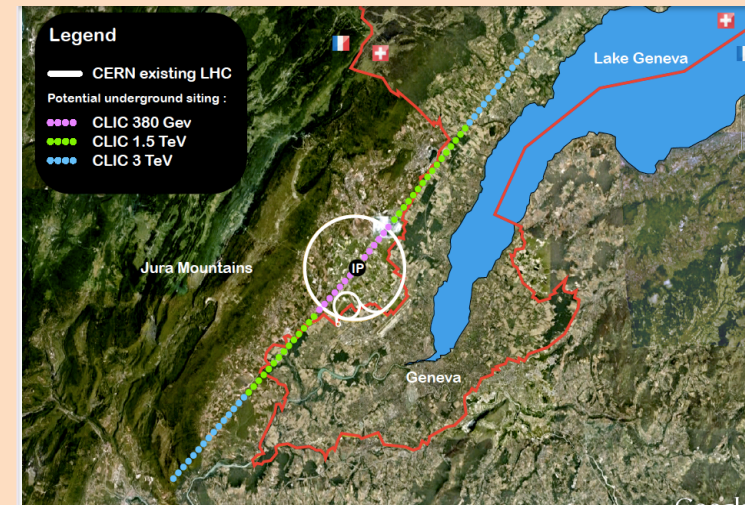 Legend
CERN existing LHC
Potential underground siting :
CLIC 380 Gev
CLIC 1.5 TeV
CLIC 3 TeV
Lake Geneva
Jura Mountains
IP
Geneva